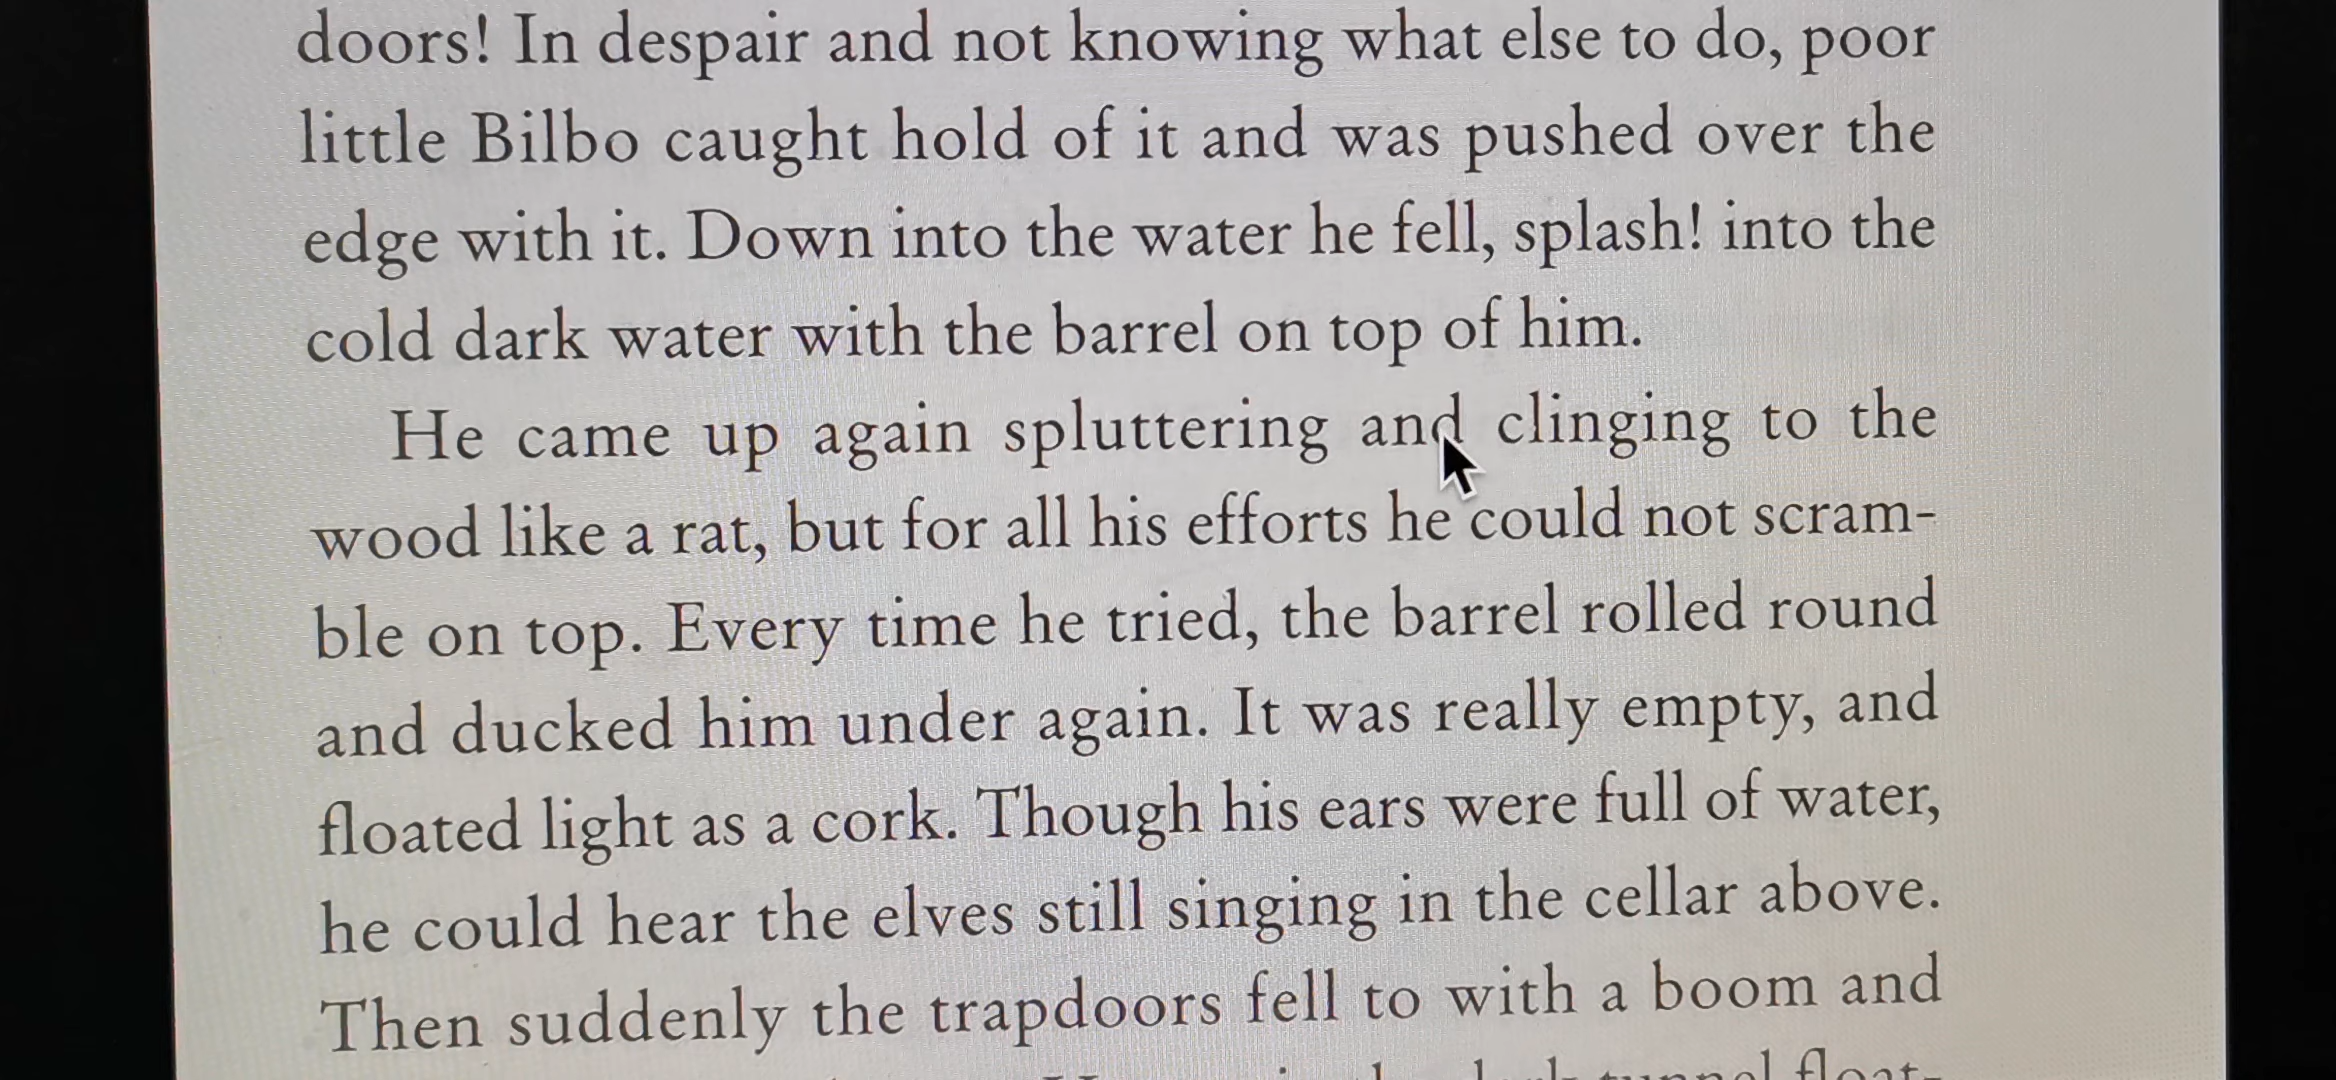 doors! In despair and not knowing what else to do, poor
little Bilbo caught hold of it and was pushed over the
edge with it. Down into the water he fell, splash! into the
cold dark water with the barrel on top of him.
He came up again spluttering and clinging to the
wood like a rat, but for all his efforts he could not scram-
ble on top. Every time he tried, the barrel rolled round
and ducked him under again. It was really empty, and
floated light as a cork. Though his ears were full of water,
he could hear the elves still singing in the cellar above.
Then suddenly the trapdoors fell to with a boom and
tunnel float-